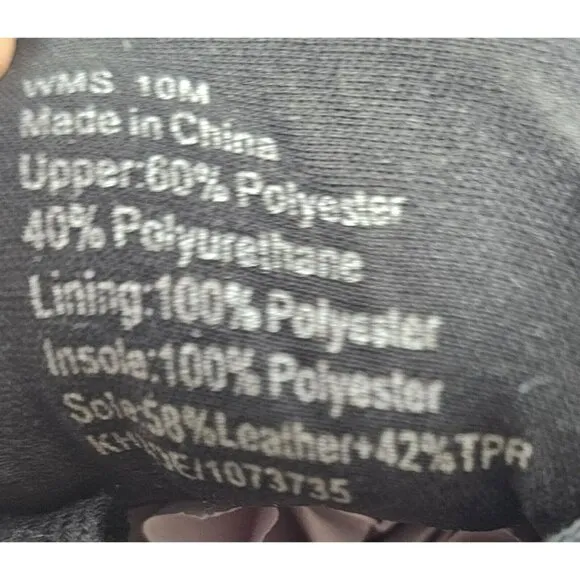 WMS 10M
Made in China
Upper:60% Polyester
40% Polyurethane
Lining:100% Polyester
Insole:100% Polyester
Sole:58%Leather+42%TPR
/1073735